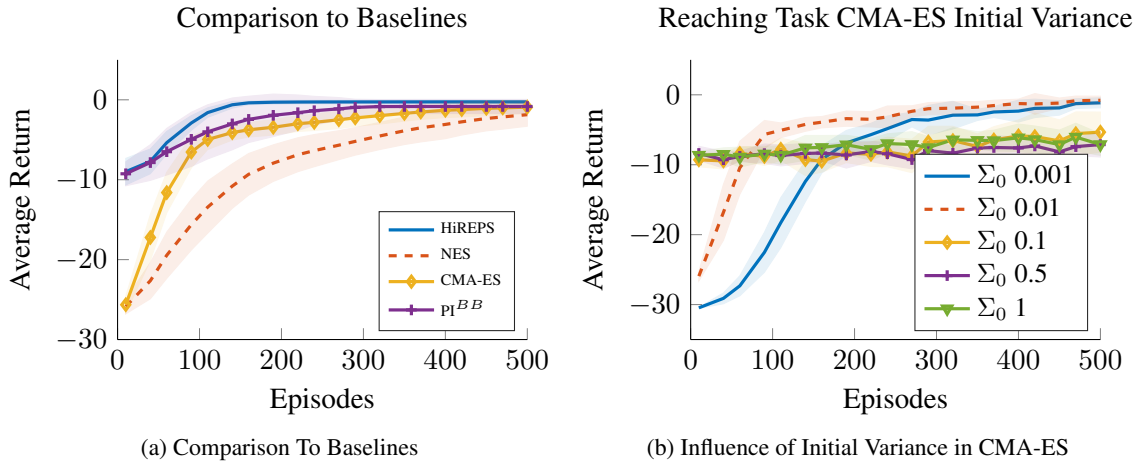 Comparison to Baselines
0
−10
−20
−30
Average Return
0
100
200
300
400
500
Episodes
HiREPS
NES
CMA-ES
PI^{BB}
(a) Comparison To Baselines
Reaching Task CMA-ES Initial Variance
0
−10
−20
−30
Average Return
0
100
200
300
400
500
Episodes
Σ₀ 0.001
Σ₀ 0.01
Σ₀ 0.1
Σ₀ 0.5
Σ₀ 1
(b) Influence of Initial Variance in CMA-ES